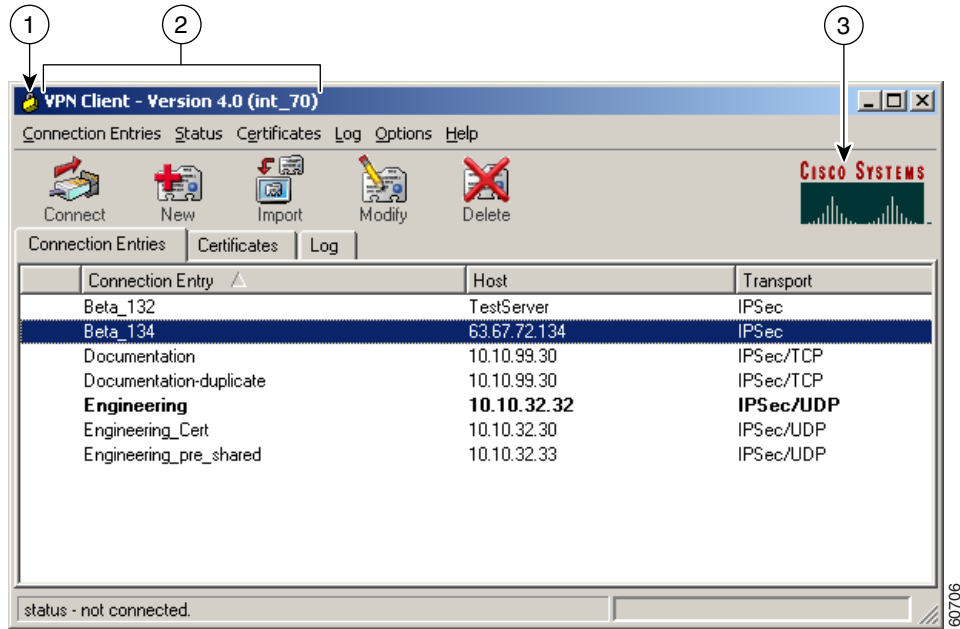 1 2 3
VPN Client - Version 4.0 (int_70)
Connection Entries Status Certificates Log Options Help
CISCO SYSTEMS
Connect New Import Modify Delete
Connection Entries Certificates Log
Connection Entry Host Transport
Beta_132 TestServer IPSec
Beta_134 63.67.72.134 IPSec
Documentation 10.10.99.30 IPSec/TCP
Documentation-duplicate 10.10.99.30 IPSec/TCP
Engineering 10.10.32.32 IPSec/UDP
Engineering_Cert 10.10.32.30 IPSec/UDP
Engineering_pre_shared 10.10.32.33 IPSec/UDP
status - not connected.
60706